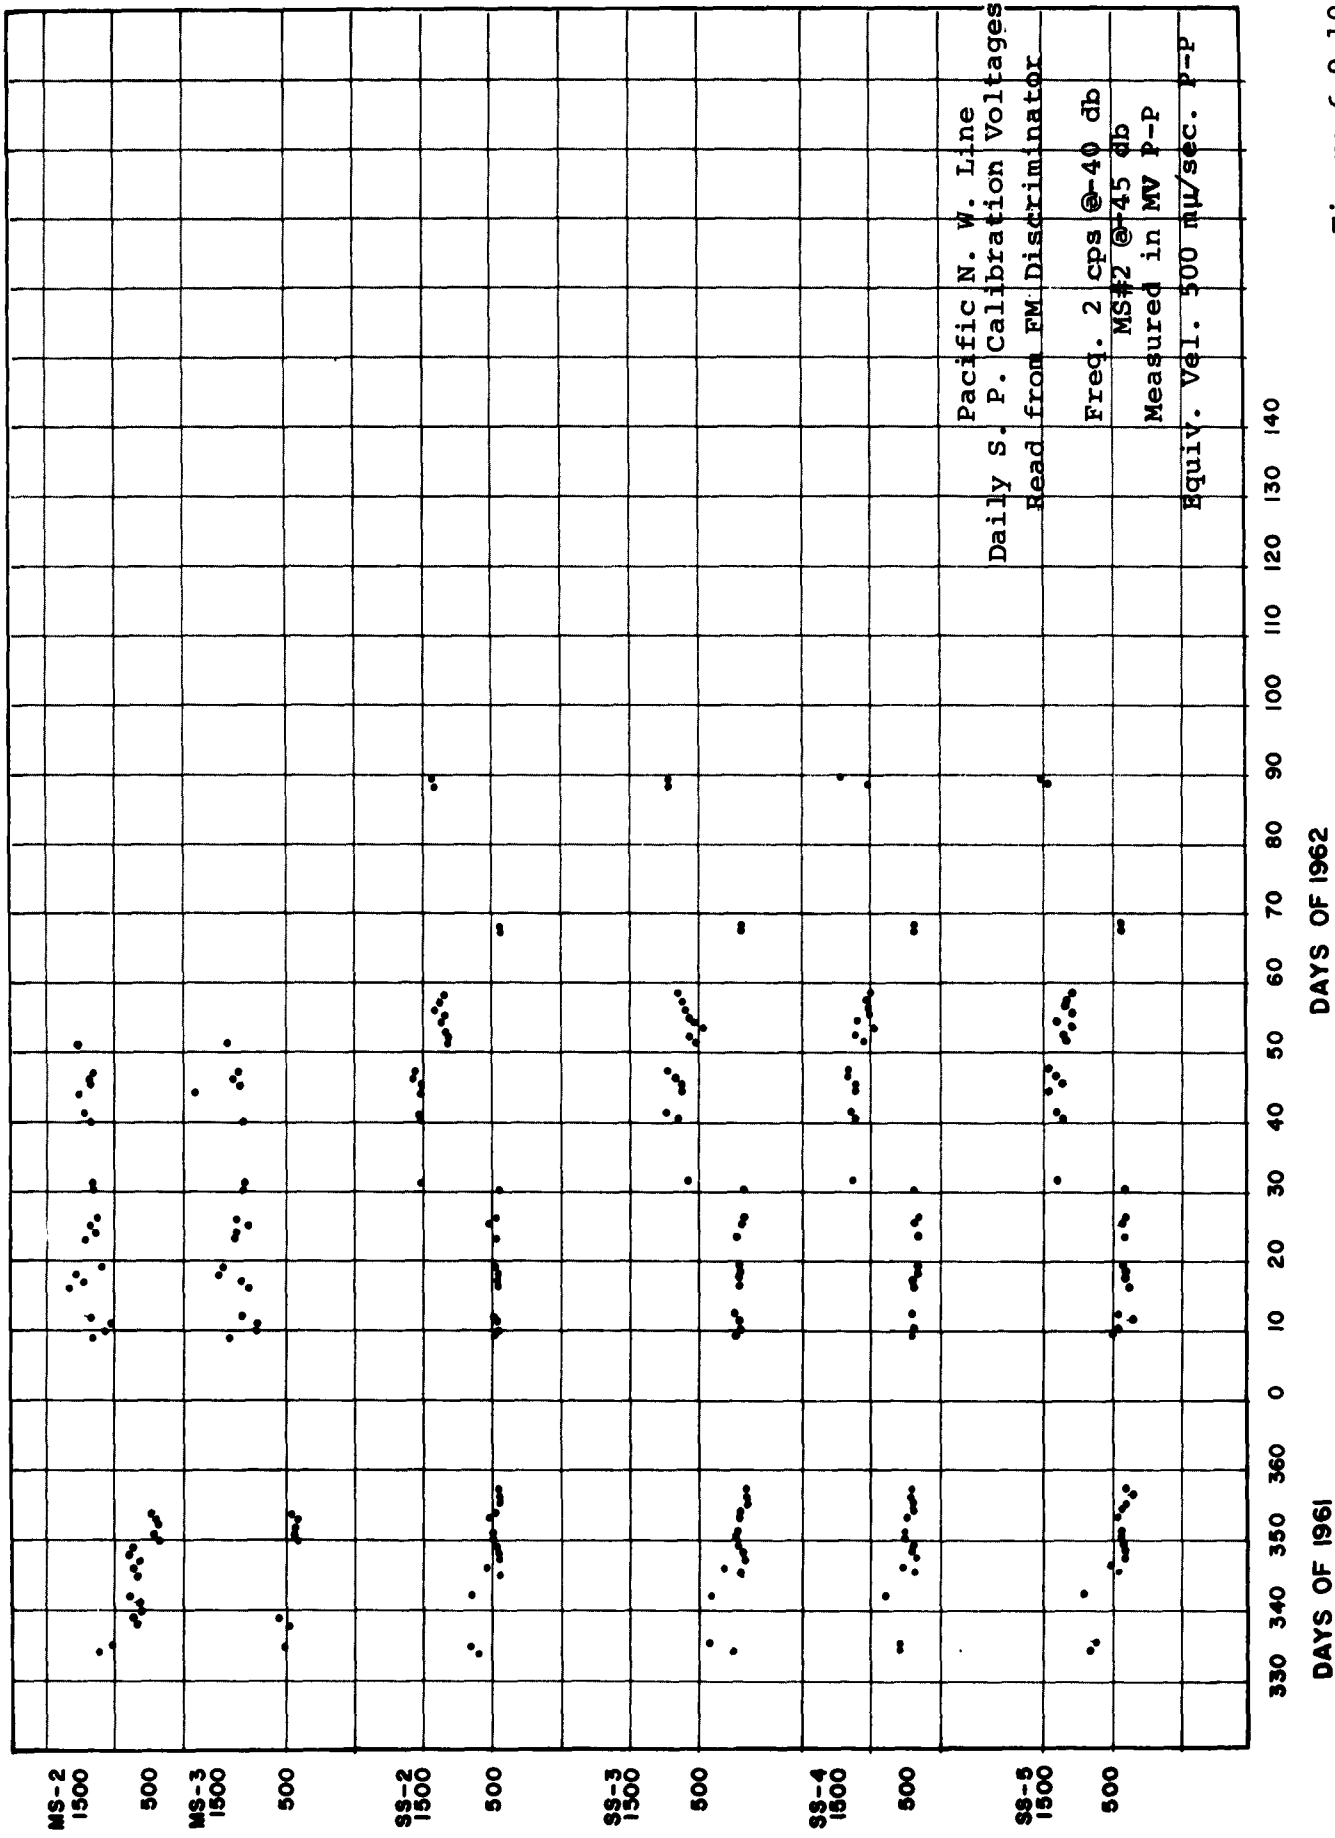 MS-2
1500
500
MS-3
1500
500
SS-2
1500
500
SS-3
1500
500
SS-4
1500
500
SS-5
1500
500
330 340 350 360 0 10 20 30 40 50 60 70 80 90 100 110 120 130 140
DAYS OF 1961
DAYS OF 1962
Pacific N. W. Line
Daily S. P. Calibration Voltages
Read from FM Discriminator
Freq. 2 cps @-40 db
MS#2 @-45 db
Measured in MV P-P
Equiv. Vel. 500 mμ/sec. P-P